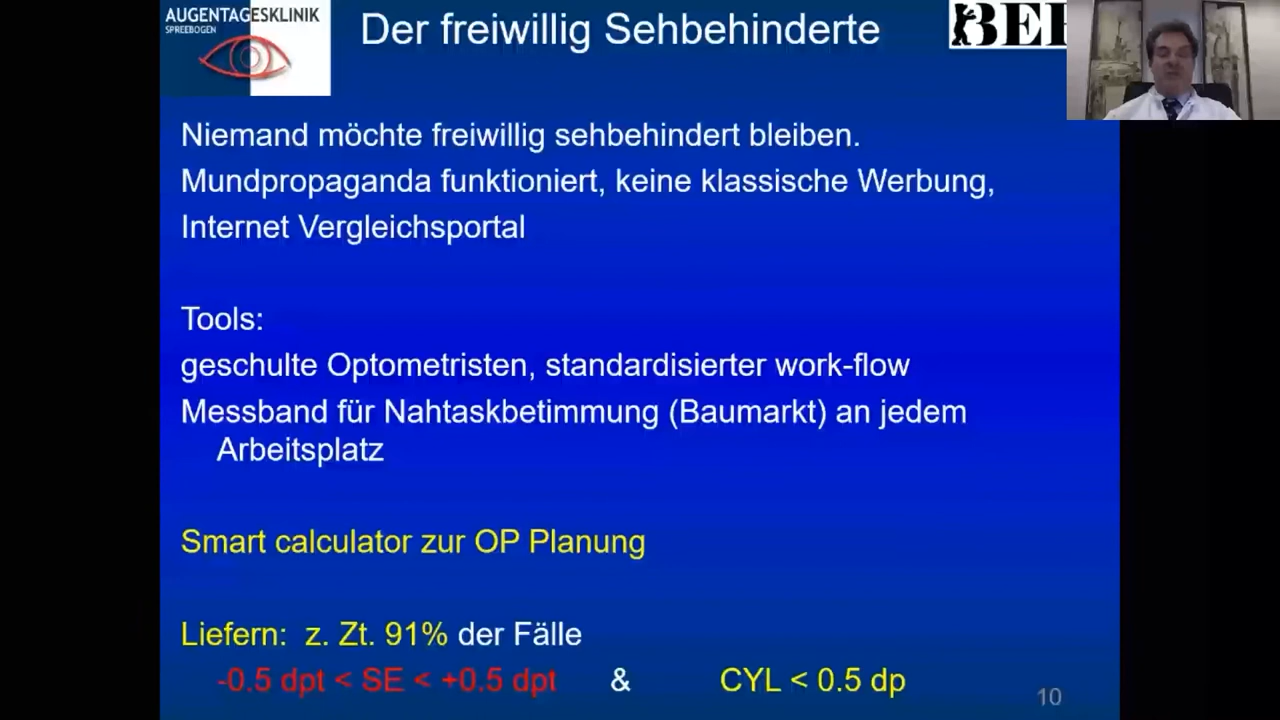 AUGENTAGESKLINIK
SPREEBOGEN
Der freiwillig Sehbehinderte
Niemand möchte freiwillig sehbehindert bleiben.
Mundpropaganda funktioniert, keine klassische Werbung,
Internet Vergleichsportal
Tools:
geschulte Optometristen, standardisierter work-flow
Messband für Nahtaskbetimmung (Baumarkt) an jedem
Arbeitsplatz
Smart calculator zur OP Planung
Liefern: z. Zt. 91% der Fälle
-0.5 dpt < SE < +0.5 dpt & CYL < 0.5 dp
10